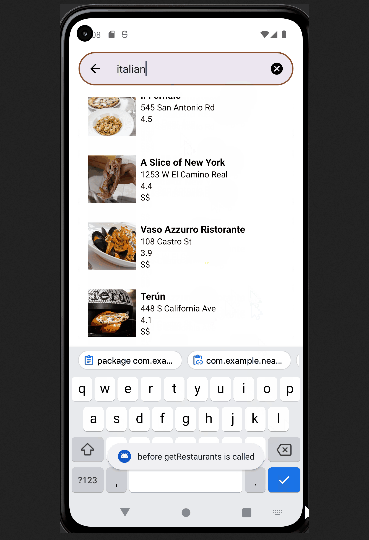 :08
italian
Il Fornaio
545 San Antonio Rd
4.5
A Slice of New York
1253 W El Camino Real
4.4
$$
Vaso Azzurro Ristorante
108 Castro St
3.9
$$
Terún
448 S California Ave
4.1
$$
package com.exa...
com.example.nea...
q w e r t y u i o p
a s d f g h j k l
before getRestaurants is called
?123 , .